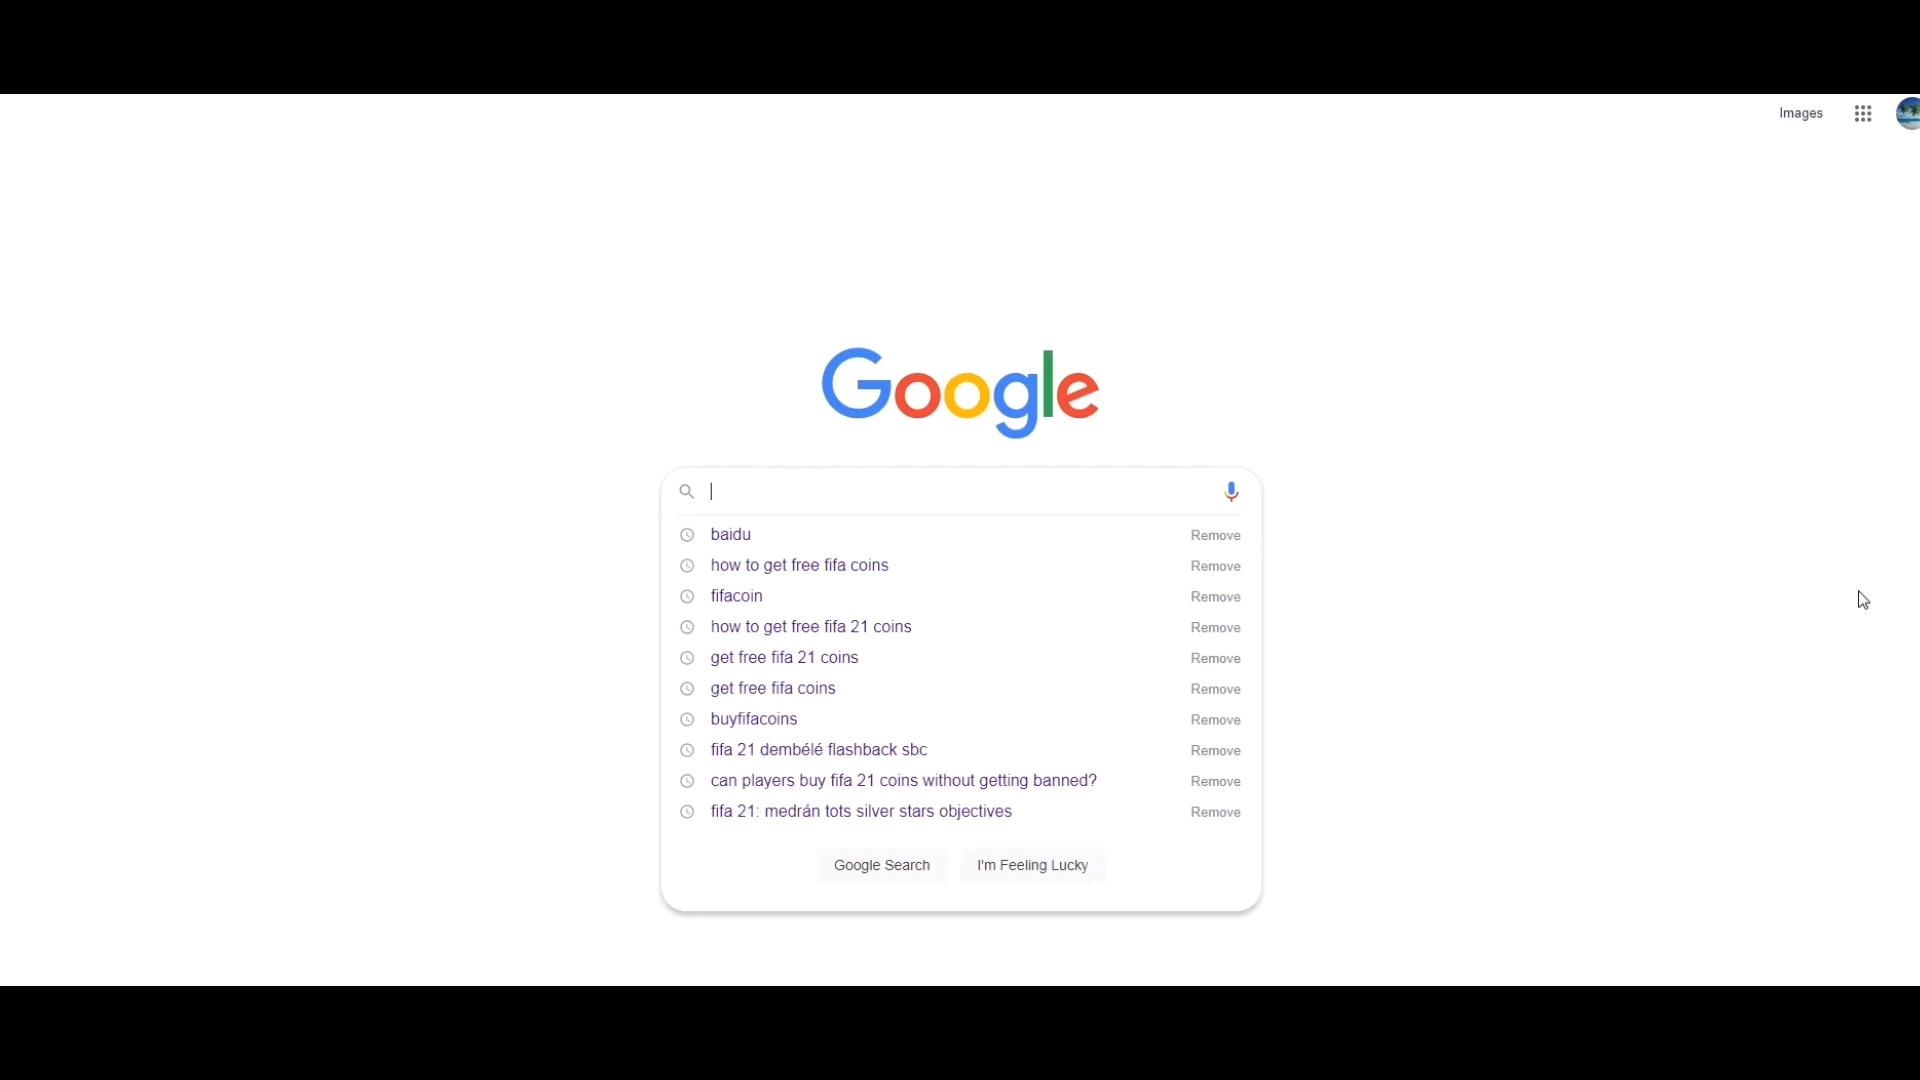 Images
Google
baidu Remove
how to get free fifa coins Remove
fifacoin Remove
how to get free fifa 21 coins Remove
get free fifa 21 coins Remove
get free fifa coins Remove
buyfifacoins Remove
fifa 21 dembélé flashback sbc Remove
can players buy fifa 21 coins without getting banned? Remove
fifa 21: medrán tots silver stars objectives Remove
Google Search I'm Feeling Lucky